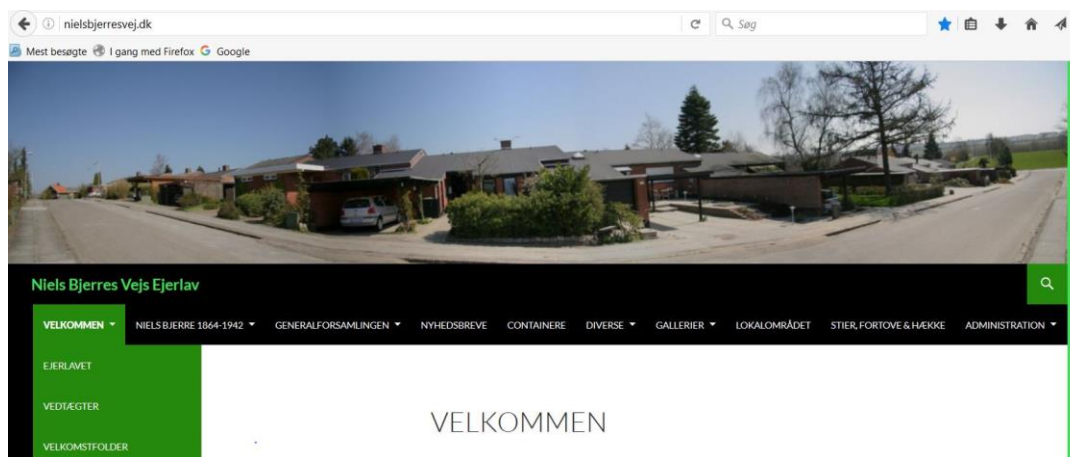 nielsbjerresvej.dk
Søg
Mest besøgte I gang med Firefox Google
Niels Bjerres Vejs Ejerlav
VELKOMMEN NIELS BJERRE 1864-1942 GENERALFORSAMLINGEN NYHEDSBREVE CONTAINERE DIVERSE GALLERIER LOKALOMRÅDET STIER, FORTOVE & HÆKKE ADMINISTRATION
EJERLAVET
VEDTÆGTER
VELKOMSTFOLDER
VELKOMMEN